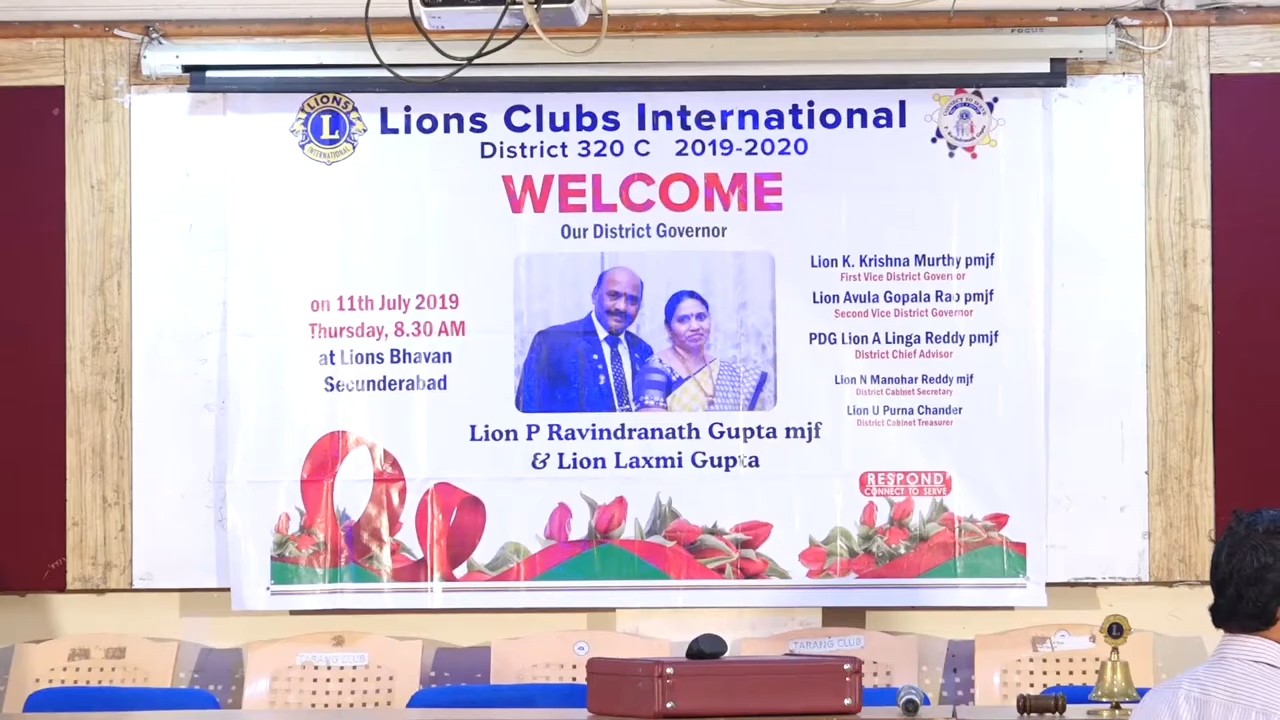 FOCUS
LIONS
L
INTERNATIONAL
Lions Clubs International
District 320 C 2019-2020
WELCOME
Our District Governor
on 11th July 2019
Thursday, 8.30 AM
at Lions Bhavan
Secunderabad
Lion K. Krishna Murthy pmjf
First Vice District Governor
Lion Avula Gopala Rao pmjf
Second Vice District Governor
PDG Lion A Linga Reddy pmjf
District Chief Advisor
Lion N Manohar Reddy mjf
District Cabinet Secretary
Lion U Purna Chander
District Cabinet Treasurer
Lion P Ravindranath Gupta mjf
& Lion Laxmi Gupta
RESPOND
CONNECT TO SERVE
TARANG CLUB
TARANG CLUB
L